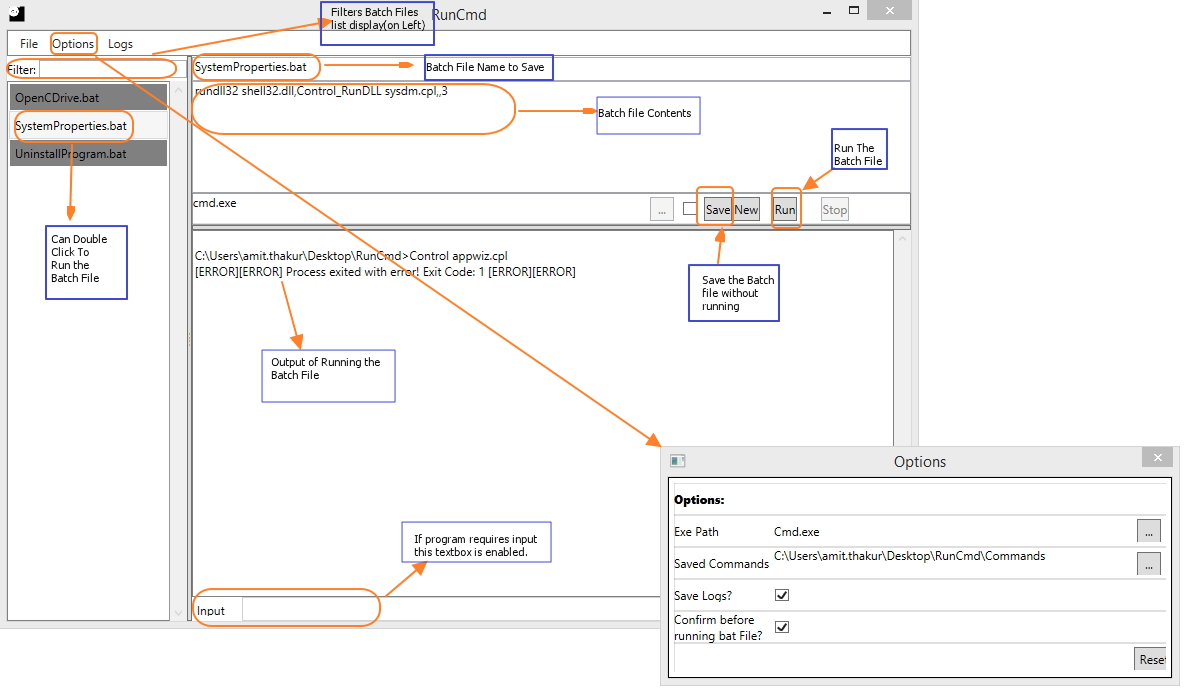 RunCmd
Filters Batch Files
list display(on Left)
File Options Logs
Filter:
SystemProperties.bat
Batch File Name to Save
OpenCDrive.bat
SystemProperties.bat
UninstallProgram.bat
rundll32 shell32.dll,Control_RunDLL sysdm.cpl,,3
Batch file Contents
Run The
Batch File
cmd.exe
... Save New Run Stop
Can Double
Click To
Run the
Batch File
C:\Users\amit.thakur\Desktop\RunCmd>Control appwiz.cpl
[ERROR][ERROR] Process exited with error! Exit Code: 1 [ERROR][ERROR]
Save the Batch
file without
running
Output of Running the
Batch File
If program requires input
this textbox is enabled.
Input
Options
Options:
Exe Path Cmd.exe ...
Saved Commands C:\Users\amit.thakur\Desktop\RunCmd\Commands ...
Save Logs?
Confirm before
running bat File?
Reset